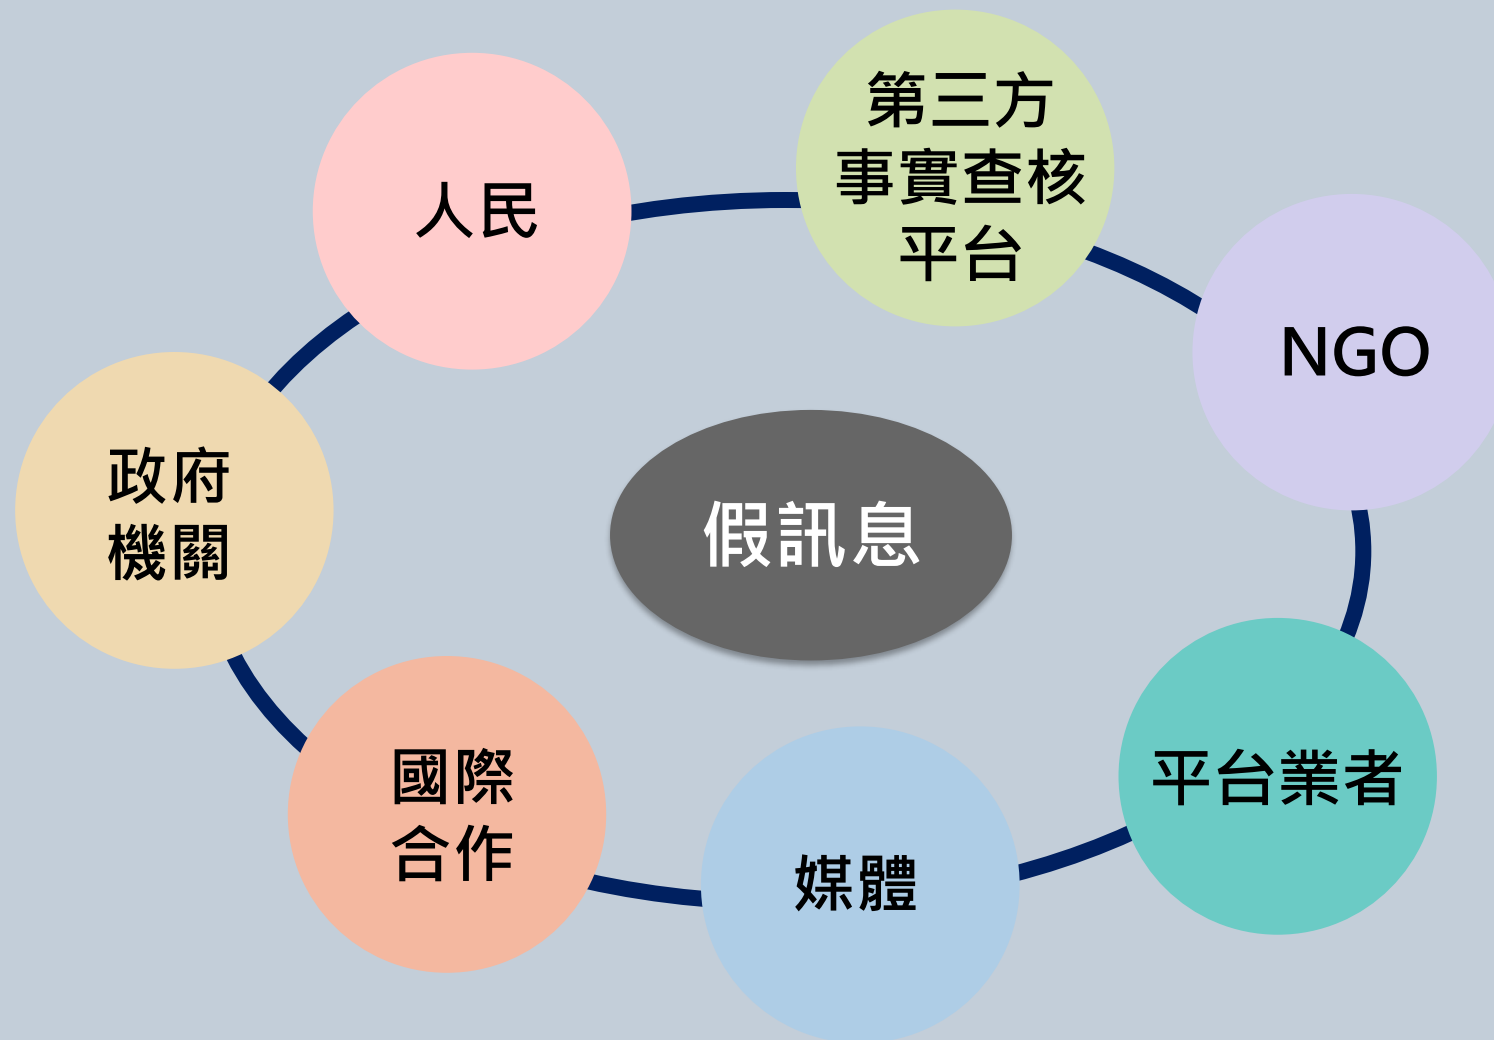 第三方
事實查核
平台
人民
NGO
政府
機關
假訊息
國際
合作
平台業者
媒體